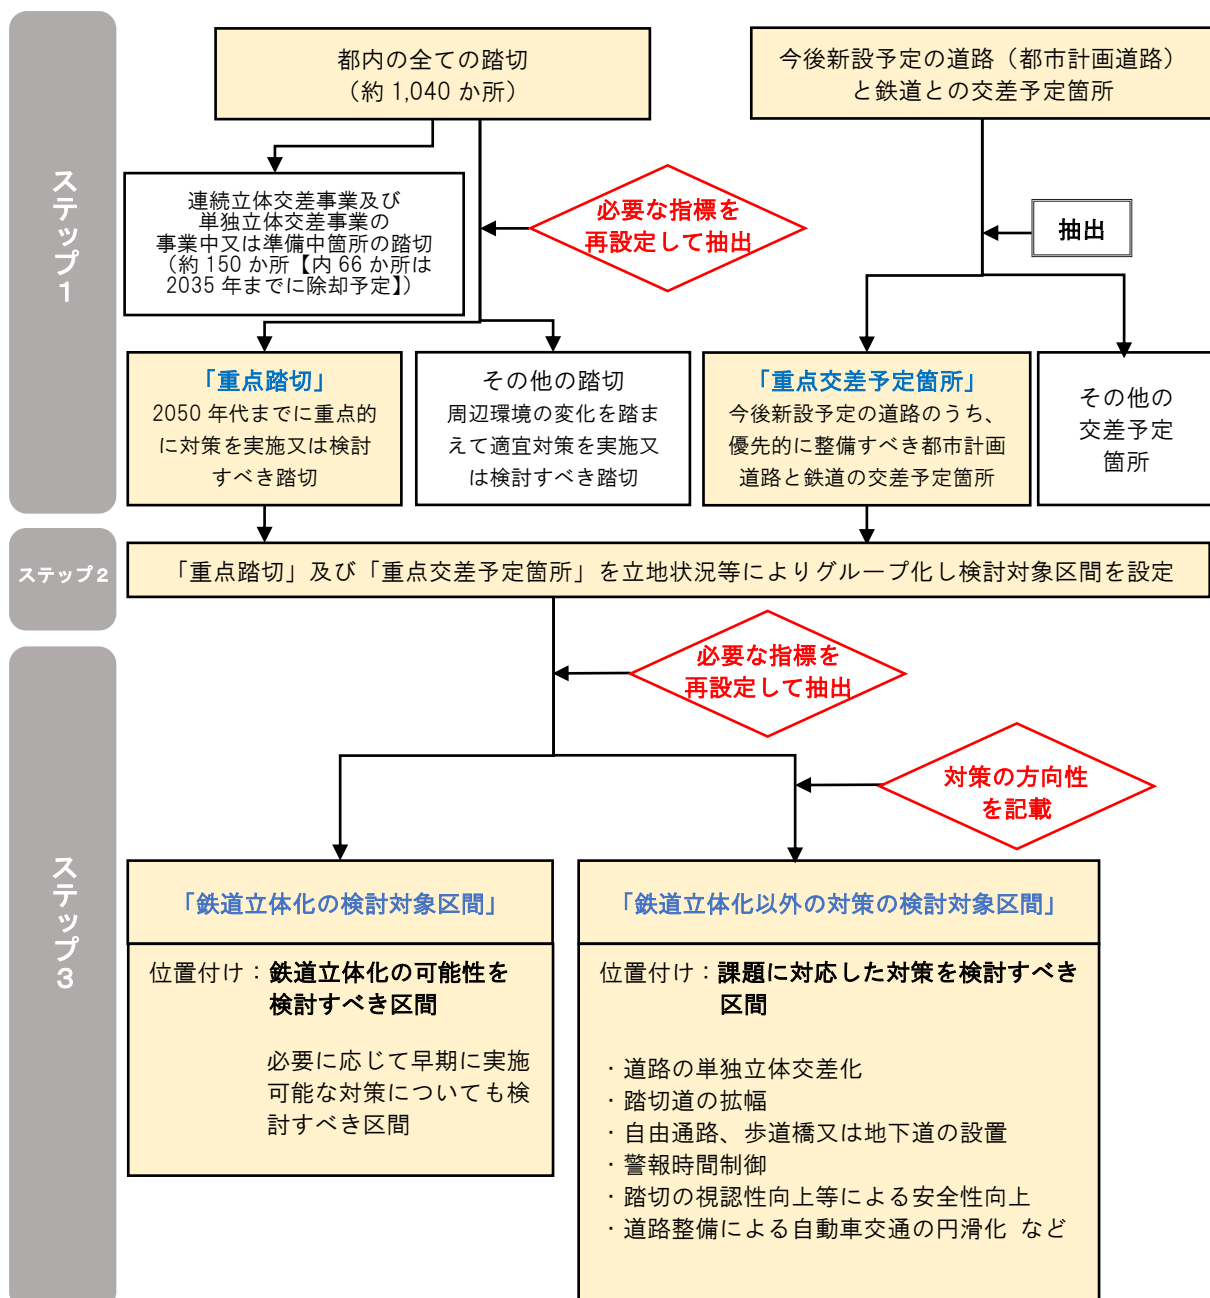 ステップ1
都内の全ての踏切
（約 1,040 か所）
今後新設予定の道路（都市計画道路）
と鉄道との交差予定箇所
連続立体交差事業及び
単独立体交差事業の
事業中又は準備中箇所の踏切
（約 150 か所【内 66 か所は
2035 年までに除却予定】）
必要な指標を
再設定して抽出
抽出
「重点踏切」
2050 年代までに重点的
に対策を実施又は検討
すべき踏切
その他の踏切
周辺環境の変化を踏ま
えて適宜対策を実施又
は検討すべき踏切
「重点交差予定箇所」
今後新設予定の道路のうち、
優先的に整備すべき都市計画
道路と鉄道の交差予定箇所
その他の
交差予定
箇所
ステップ2
「重点踏切」及び「重点交差予定箇所」を立地状況等によりグループ化し検討対象区間を設定
ステップ3
必要な指標を
再設定して抽出
対策の方向性
を記載
「鉄道立体化の検討対象区間」
位置付け：鉄道立体化の可能性を
検討すべき区間
必要に応じて早期に実施
可能な対策についても検
討すべき区間
「鉄道立体化以外の対策の検討対象区間」
位置付け：課題に対応した対策を検討すべき
区間
・道路の単独立体交差化
・踏切道の拡幅
・自由通路、歩道橋又は地下道の設置
・警報時間制御
・踏切の視認性向上等による安全性向上
・道路整備による自動車交通の円滑化 など